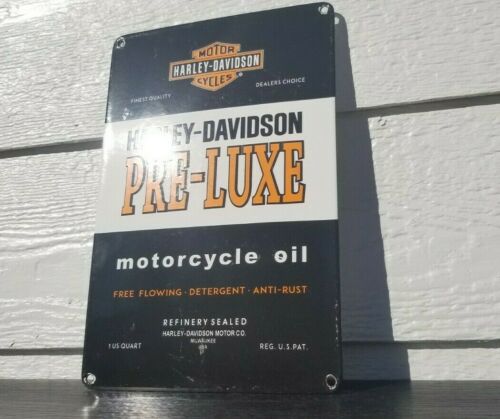 MOTOR
HARLEY-DAVIDSON
CYCLES
FINEST QUALITY
DEALERS CHOICE
HARLEY-DAVIDSON
PRE-LUXE
motorcycle oil
FREE FLOWING · DETERGENT · ANTI-RUST
REFINERY SEALED
HARLEY-DAVIDSON MOTOR CO.
MILWAUKEE
USA
1 US QUART
REG. U.S. PAT.